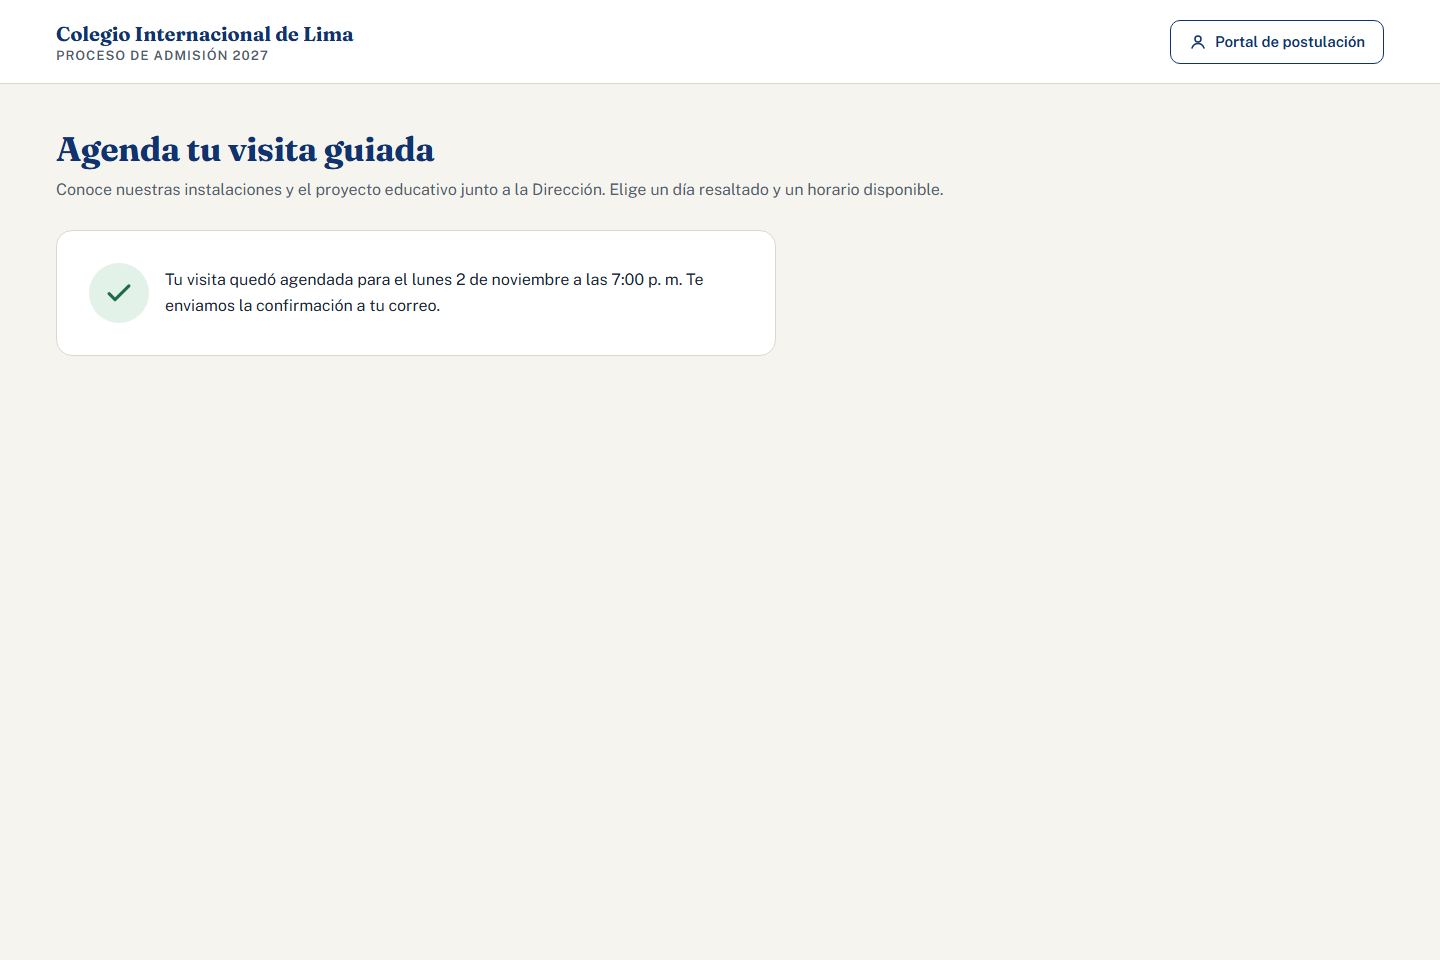 Colegio Internacional de Lima
PROCESO DE ADMISIÓN 2027
Portal de postulación
Agenda tu visita guiada
Conoce nuestras instalaciones y el proyecto educativo junto a la Dirección. Elige un día resaltado y un horario disponible.
Tu visita quedó agendada para el lunes 2 de noviembre a las 7:00 p. m. Te
enviamos la confirmación a tu correo.